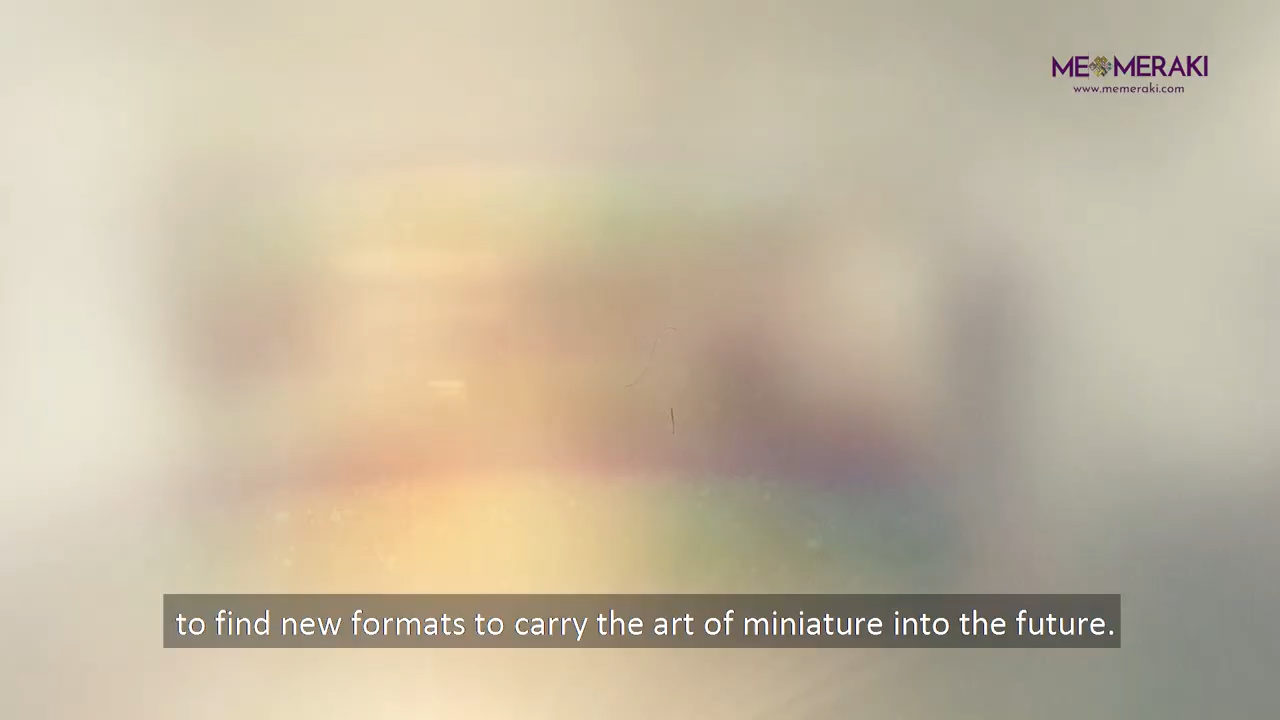 MEMERAKI
www.memeraki.com
to find new formats to carry the art of miniature into the future.